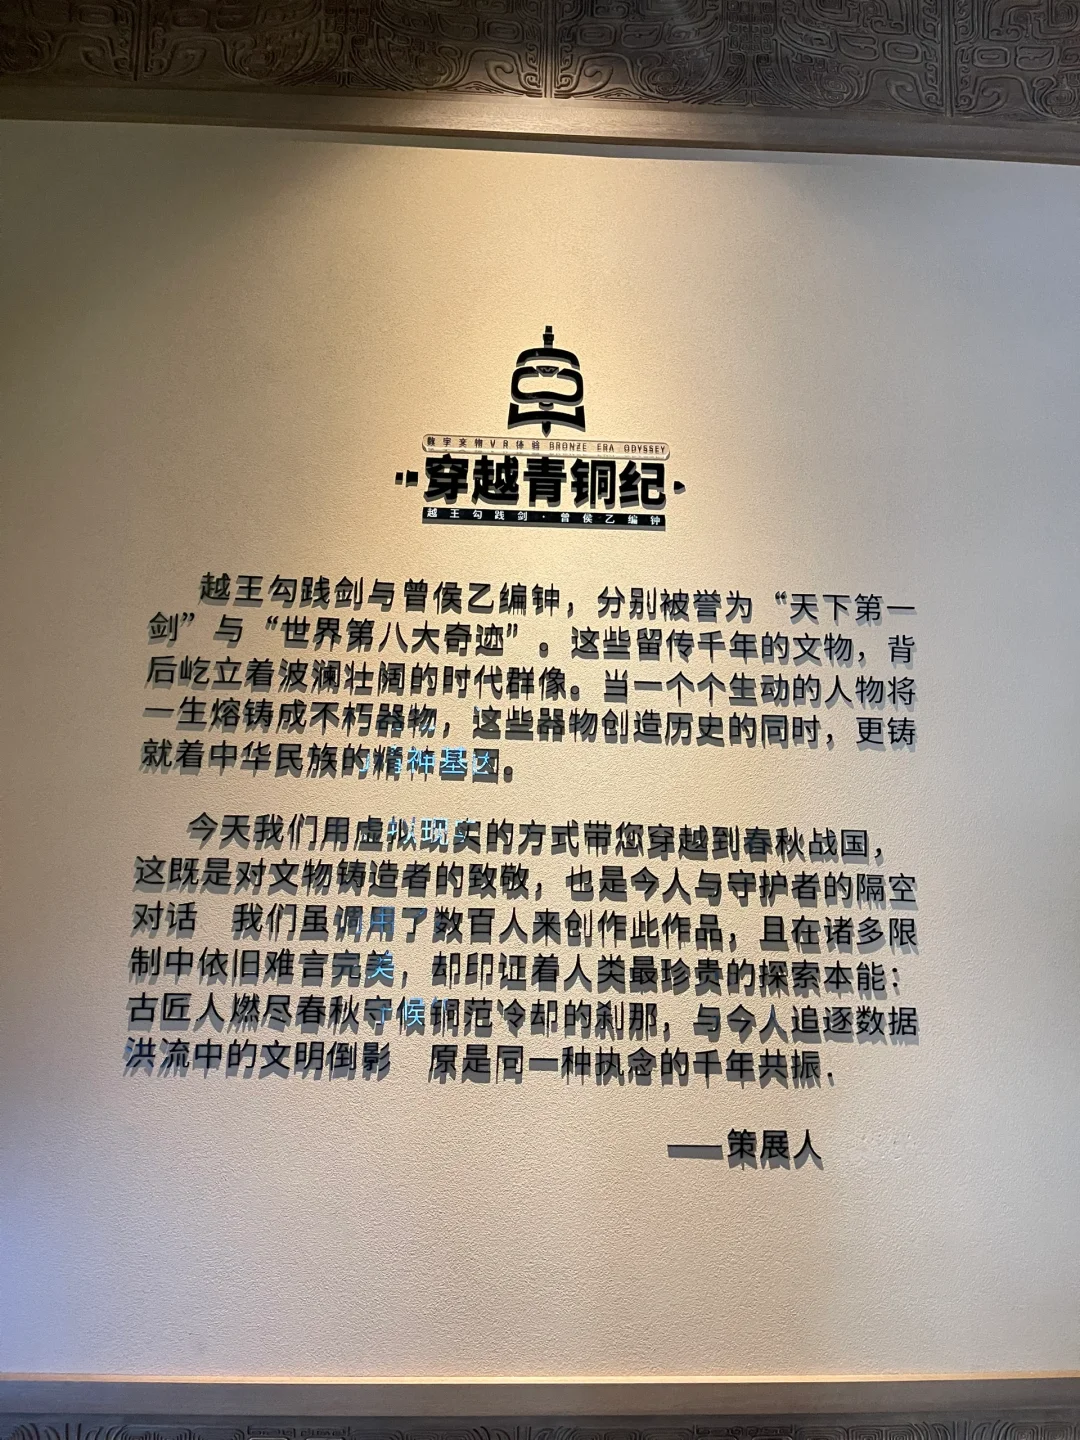 数字文物VR体验 BRONZE ERA ODYSSEY
穿越青铜纪
越王勾践剑·曾侯乙编钟
越王勾践剑与曾侯乙编钟，分别被誉为“天下第一
剑”与“世界第八大奇迹”。这些留传千年的文物，背
后屹立着波澜壮阔的时代群像。当一个个生动的人物将
一生熔铸成不朽器物，这些器物创造历史的同时，更铸
就着中华民族的精神基因。
今天我们用虚拟现实的方式带您穿越到春秋战国，
这既是对文物铸造者的致敬，也是今人与守护者的隔空
对话 我们虽调用了数百人来创作此作品，且在诸多限
制中依旧难言完美，却印证着人类最珍贵的探索本能：
古匠人燃尽春秋守候铜范冷却的刹那，与今人追逐数据
洪流中的文明倒影 原是同一种执念的千年共振.
——策展人